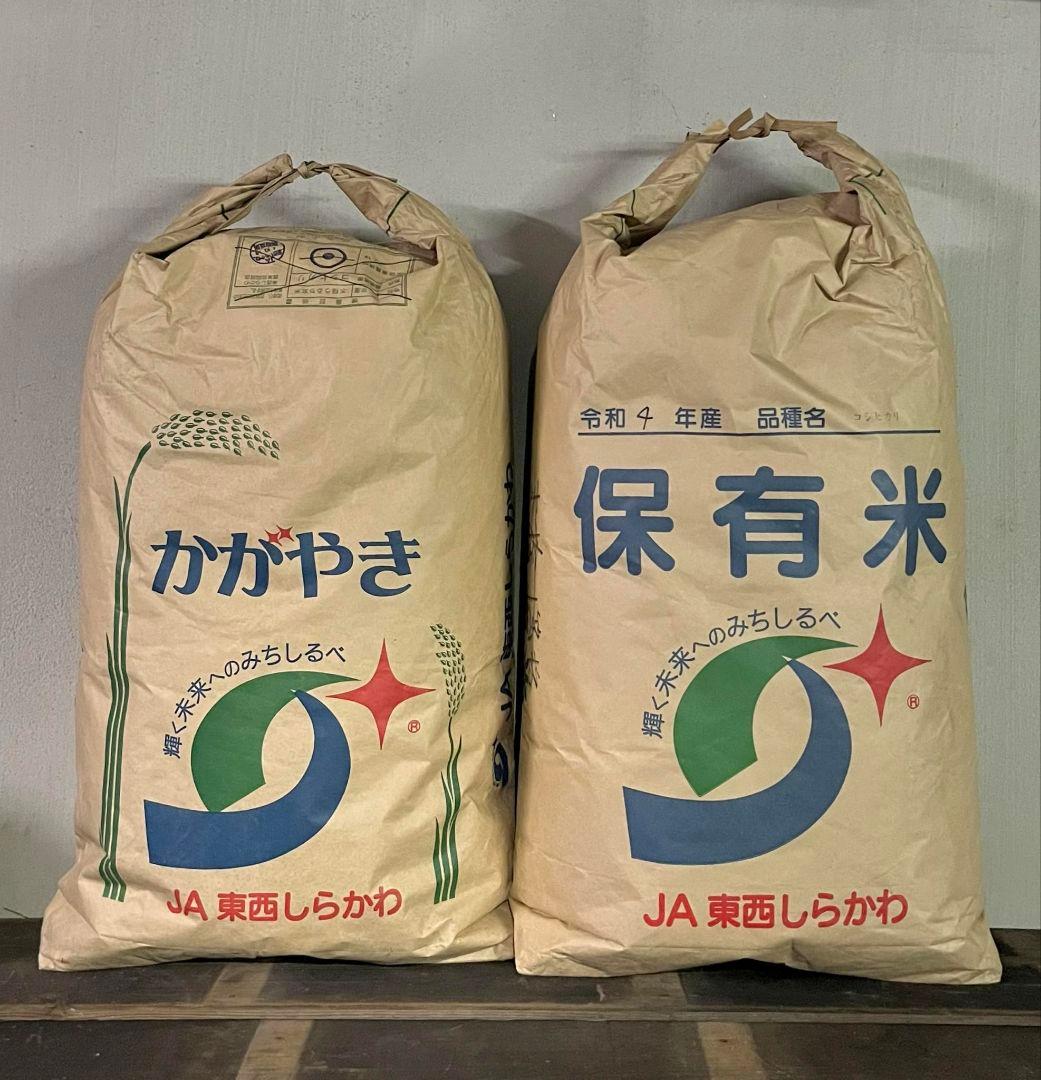 かがやき
輝く未来へのみちしるべ
®
JA 東西しらかわ
令和 4 年産 品種名 コシヒカリ
保有米
輝く未来へのみちしるべ
®
JA 東西しらかわ